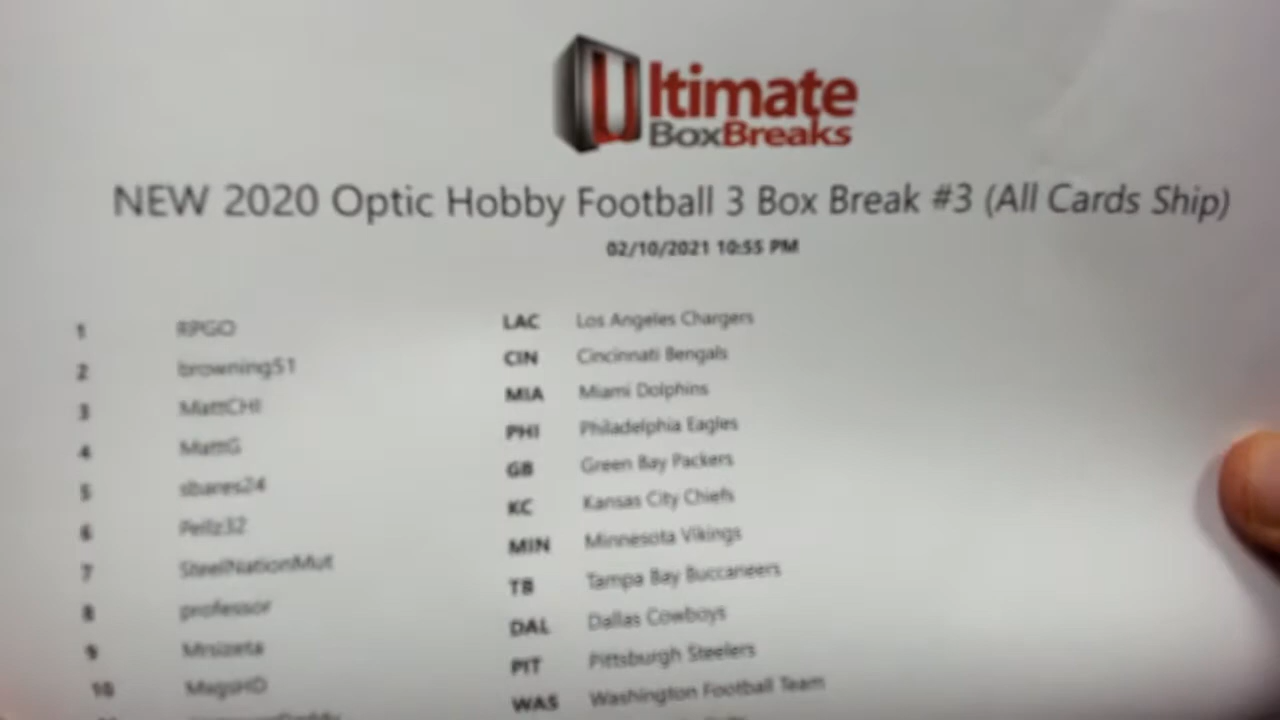 Ultimate
BoxBreaks
NEW 2020 Optic Hobby Football 3 Box Break #3 (All Cards Ship)
02/10/2021 10:55 PM
1 RPGO LAC Los Angeles Chargers
2 browning51 CIN Cincinnati Bengals
3 MattCHI MIA Miami Dolphins
4 MattG PHI Philadelphia Eagles
5 sbares24 GB Green Bay Packers
6 Pellz32 KC Kansas City Chiefs
7 SteelNationMut MIN Minnesota Vikings
8 professor TB Tampa Bay Buccaneers
9 Mrsizeta DAL Dallas Cowboys
10 MagsHD PIT Pittsburgh Steelers
WAS Washington Football Team